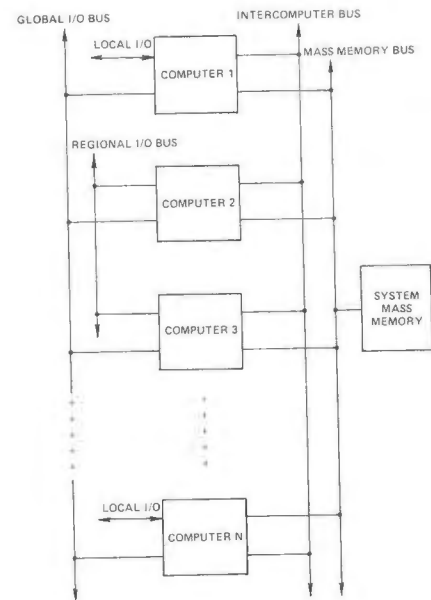 GLOBAL I/O BUS
INTERCOMPUTER BUS
LOCAL I/O
MASS MEMORY BUS
COMPUTER 1
REGIONAL I/O BUS
COMPUTER 2
SYSTEM
MASS
MEMORY
COMPUTER 3
LOCAL I/O
COMPUTER N